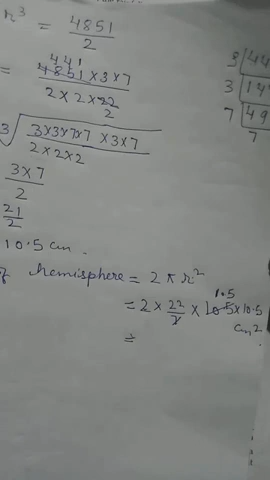 r³ = 4851/2
= 4851 441 × 3 × 7 / 2 × 2 × 22 2
∛ 3×3×7×7 ×3×7 / 2×2×2
3×7/2
21/2
10.5 cm.
of hemisphere = 2πr²
= 2 × 22/7 × 10.5 1.5 × 10.5 cm2
=
3
3
7 49
7